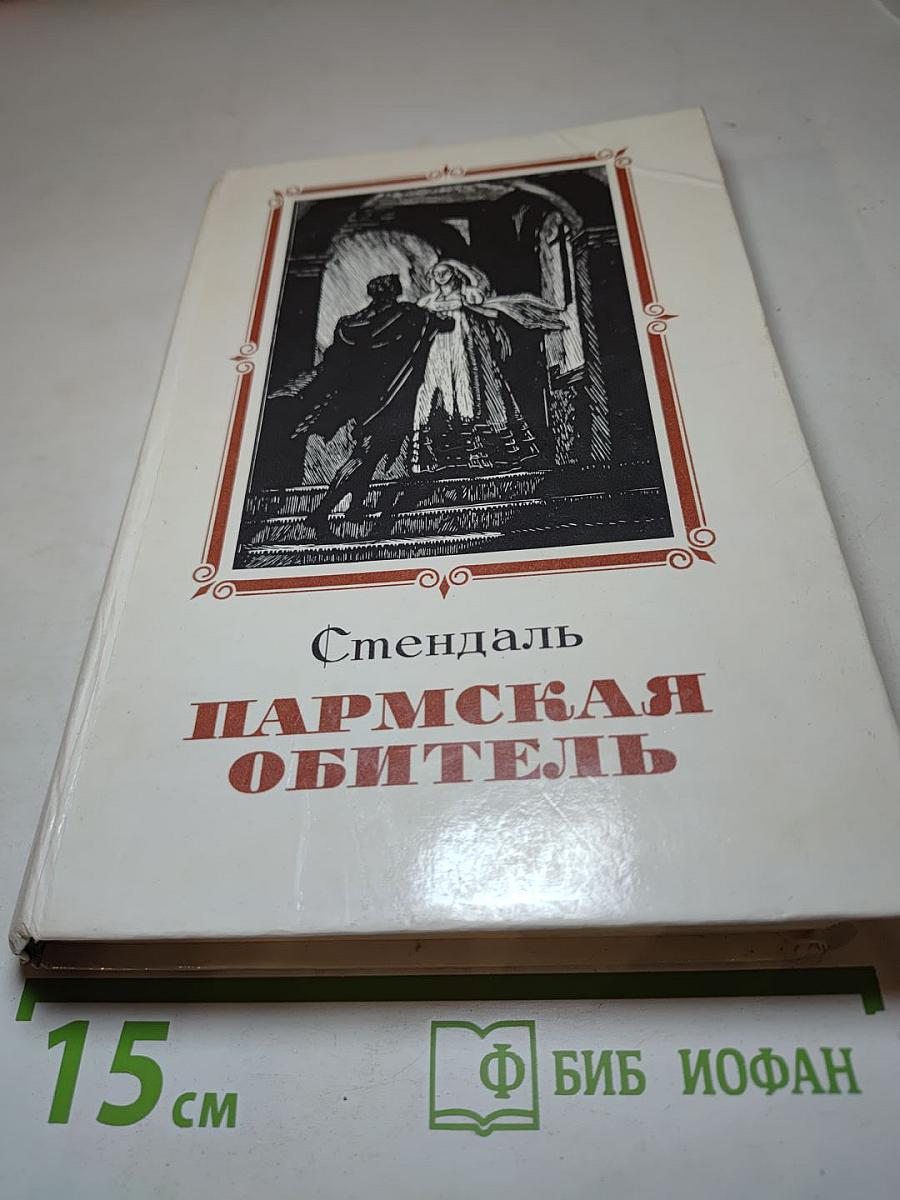 Стендаль
ПАРМСКАЯ
ОБИТЕЛЬ
15 см
Ф БИБ ИОФАН